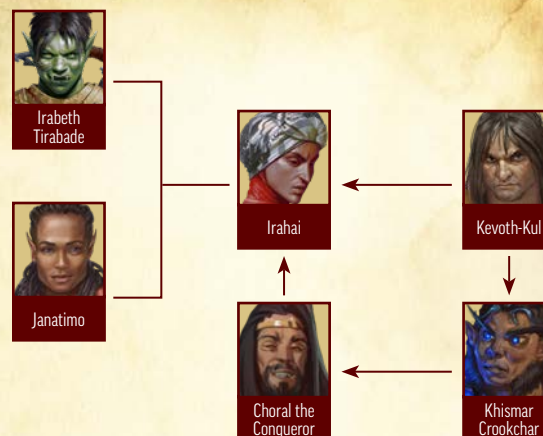 Irabeth
Tirabade
Irahai
Kevoth-Kul
Janatimo
Choral the
Conqueror
Khismar
Crookchar